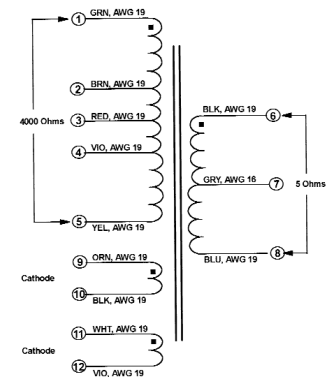 1 GRN, AWG 19
2 BRN, AWG 19
3 RED, AWG 19
4000 Ohms
4 VIO, AWG 19
5
YEL, AWG 19
BLK, AWG 19 6
GRY, AWG 16 7
5 Ohms
8
BLU, AWG 19
9 ORN, AWG 19
Cathode
10
BLK, AWG 19
11 WHT, AWG 19
Cathode
12
VIO, AWG 19